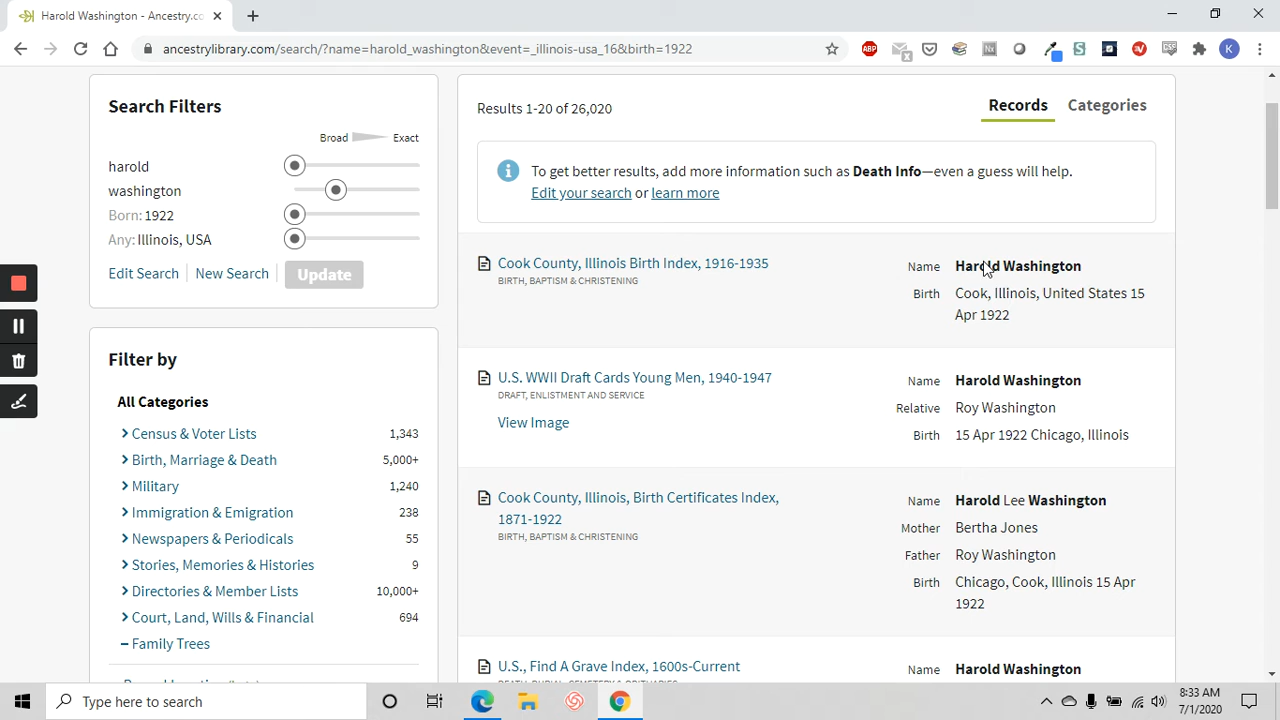 Harold Washington - Ancestry.co
ancestrylibrary.com/search/?name=harold_washington&event=_illinois-usa_16&birth=1922
ABP
Nx
S
CSS
K
Search Filters
Broad
Exact
harold
washington
Born: 1922
Any: Illinois, USA
Edit Search
New Search
Update
Filter by
All Categories
Census & Voter Lists 1,343
Birth, Marriage & Death 5,000+
Military 1,240
Immigration & Emigration 238
Newspapers & Periodicals 55
Stories, Memories & Histories 9
Directories & Member Lists 10,000+
Court, Land, Wills & Financial 694
Family Trees
Results 1-20 of 26,020
Records
Categories
To get better results, add more information such as Death Info—even a guess will help.
Edit your search or learn more
Cook County, Illinois Birth Index, 1916-1935
BIRTH, BAPTISM & CHRISTENING
Name Harold Washington
Birth Cook, Illinois, United States 15
Apr 1922
U.S. WWII Draft Cards Young Men, 1940-1947
DRAFT, ENLISTMENT AND SERVICE
View Image
Name Harold Washington
Relative Roy Washington
Birth 15 Apr 1922 Chicago, Illinois
Cook County, Illinois, Birth Certificates Index,
1871-1922
BIRTH, BAPTISM & CHRISTENING
Name Harold Lee Washington
Mother Bertha Jones
Father Roy Washington
Birth Chicago, Cook, Illinois 15 Apr
1922
U.S., Find A Grave Index, 1600s-Current
Name Harold Washington
Type here to search
8:33 AM
7/1/2020